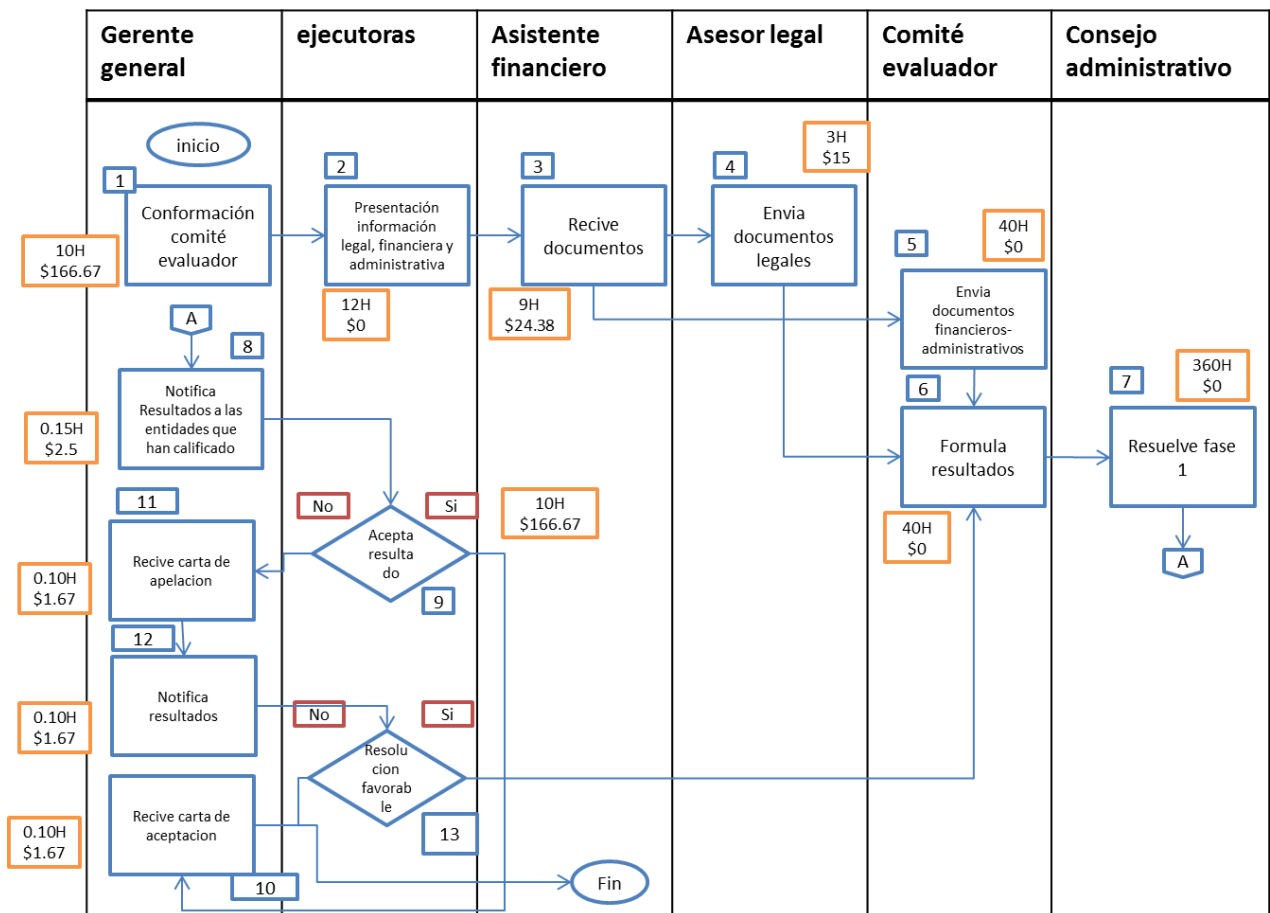 Gerente
general
ejecutoras
Asistente
financiero
Asesor legal
Comité
evaluador
Consejo
administrativo
inicio
1
Conformación
comité
evaluador
10H
$166.67
2
Presentación
información
legal, financiera y
administrativa
12H
$0
3
Recive
documentos
9H
$24.38
3H
$15
4
Envia
documentos
legales
40H
$0
5
Envia
documentos
financieros-
administrativos
6
Formula
resultados
40H
$0
360H
$0
7
Resuelve fase
1
A
A
8
Notifica
Resultados a las
entidades que
han calificado
0.15H
$2.5
No
Si
10H
$166.67
Acepta
resulta
do
9
11
Recive carta de
apelacion
0.10H
$1.67
12
Notifica
resultados
0.10H
$1.67
No
Si
Resolu
cion
favorab
le
13
Recive carta de
aceptacion
0.10H
$1.67
10
Fin